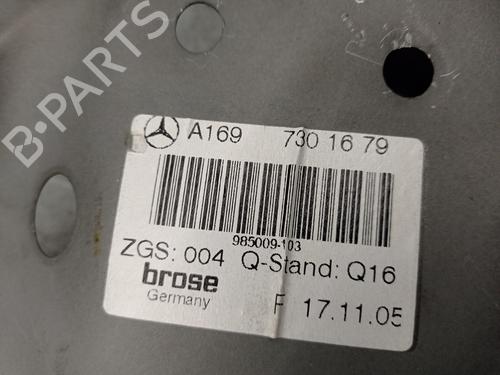 B-PARTS
A169 730 16 79
985009-103
ZGS: 004 Q-Stand: Q16
brose
Germany F 17.11.05